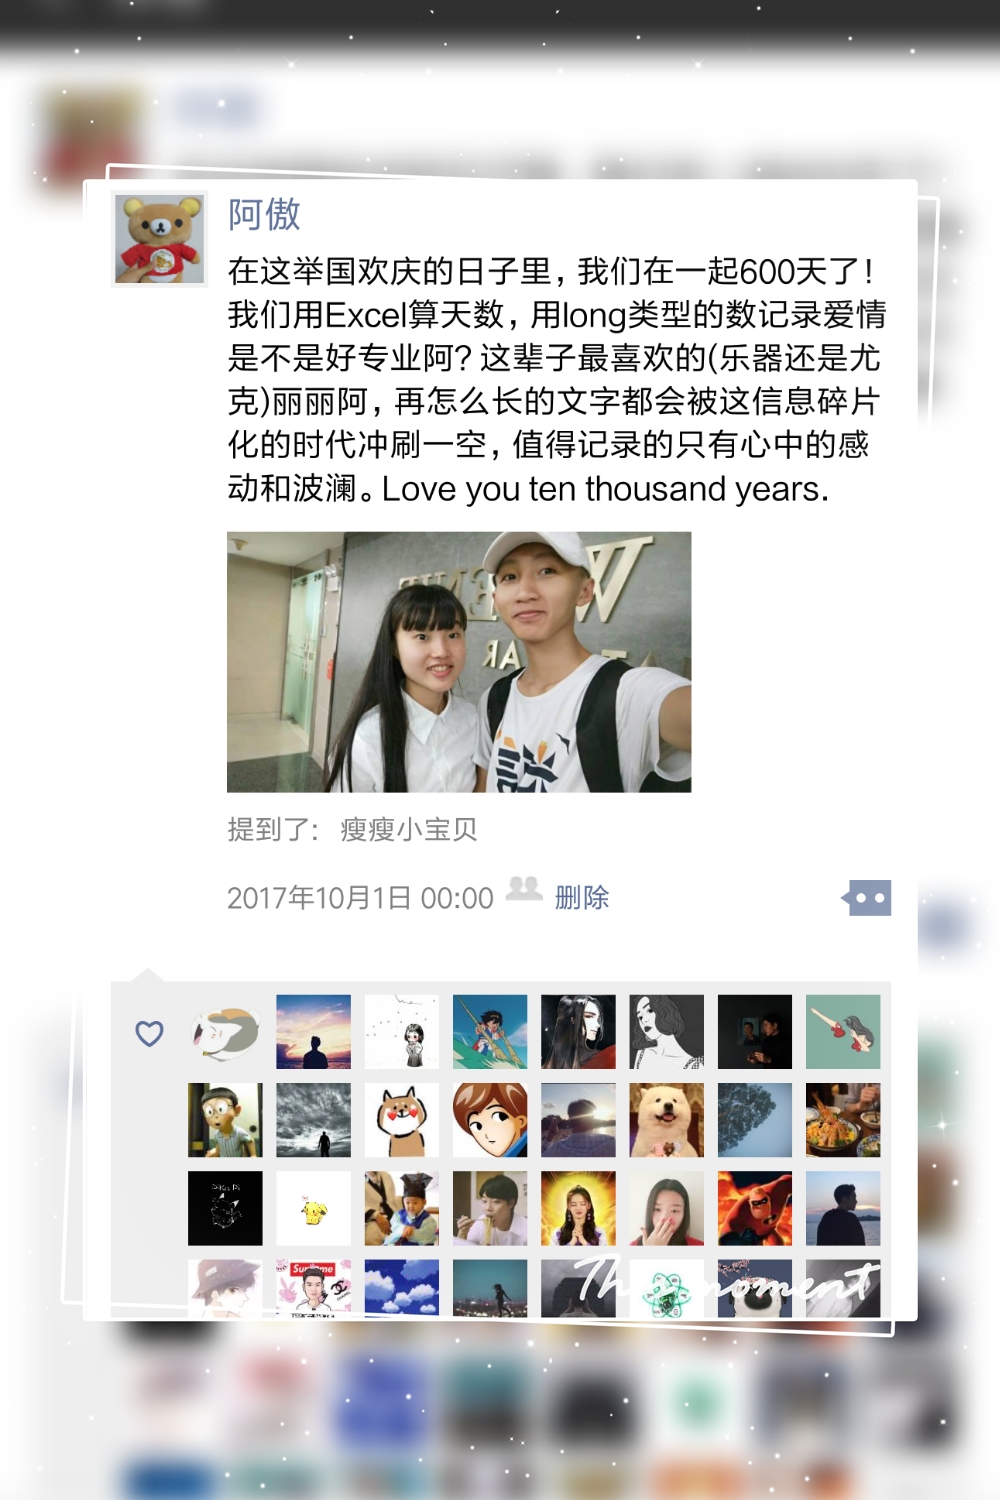 阿傲
在这举国欢庆的日子里，我们在一起600天了！
我们用Excel算天数，用long类型的数记录爱情
是不是好专业阿？这辈子最喜欢的(乐器还是尤
克)丽丽阿，再怎么长的文字都会被这信息碎片
化的时代冲刷一空，值得记录的只有心中的感
动和波澜。Love you ten thousand years.
AR
提到了： 瘦瘦小宝贝
2017年10月1日 00:00 删除
Supreme
moment